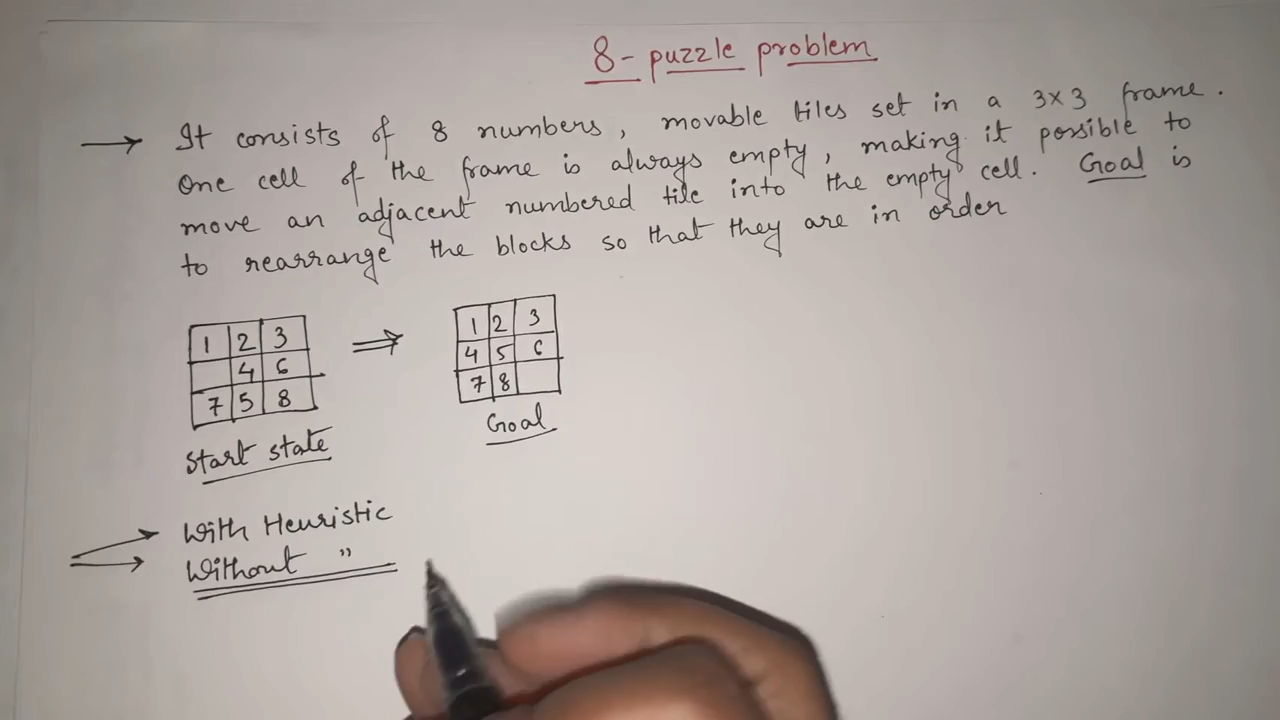 8-puzzle problem
→ It consists of 8 numbers, movable tiles set in a 3×3 frame.
One cell of the frame is always empty, making it possible to
move an adjacent numbered tile into the empty cell. Goal is
to rearrange the blocks so that they are in order
1 2 3
4 6
7 5 8
Start state
⇒
1 2 3
4 5 6
7 8
Goal
→ With Heuristic
→ Without "